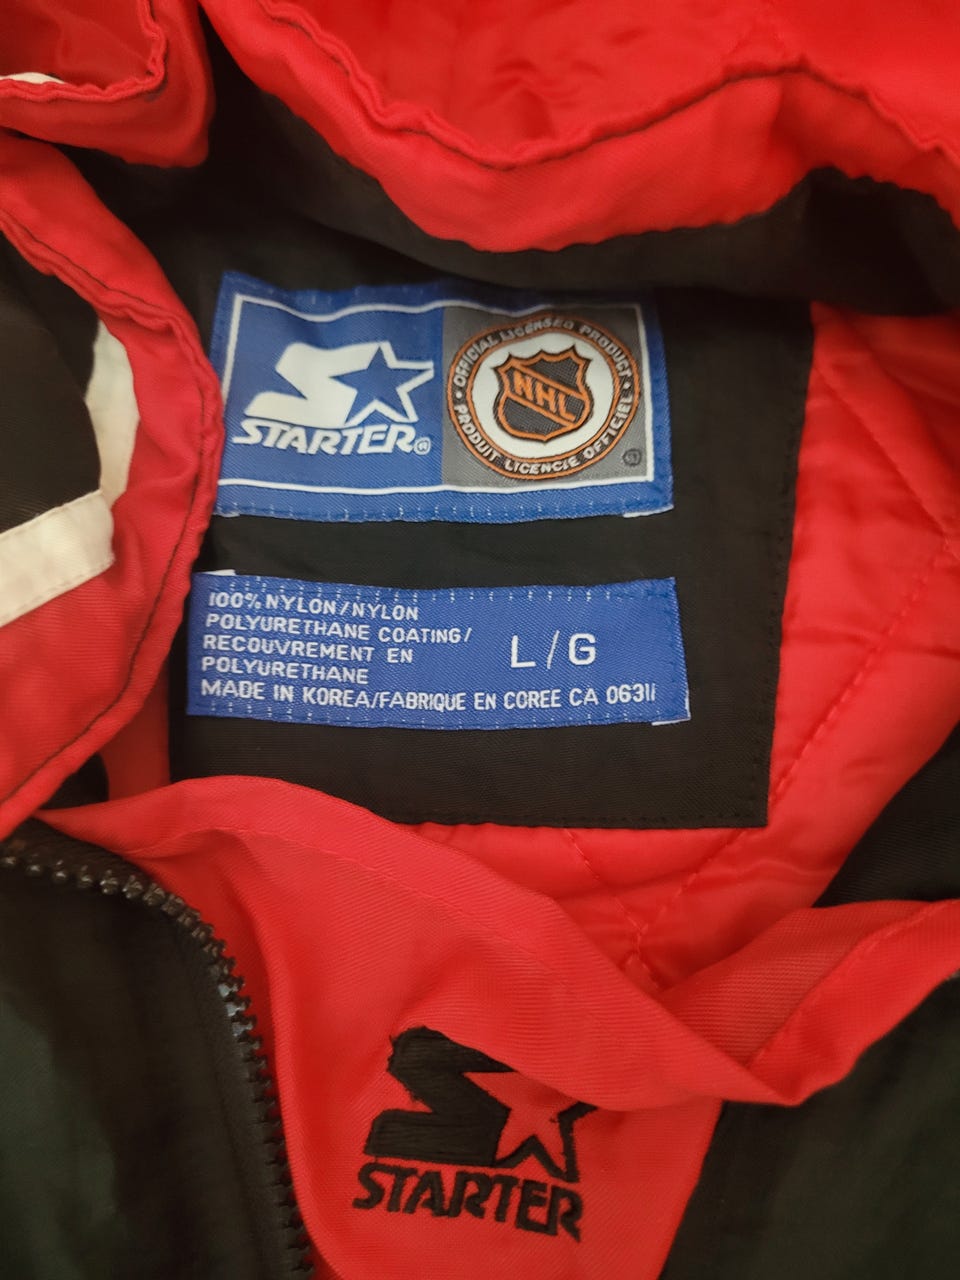 STARTER®
OFFICIAL LICENSED PRODUCT
NHL
PRODUIT LICENCIE OFFICIEL
100% NYLON/NYLON
POLYURETHANE COATING/
RECOUVREMENT EN
POLYURETHANE
L/G
MADE IN KOREA/FABRIQUE EN COREE CA 06311
STARTER